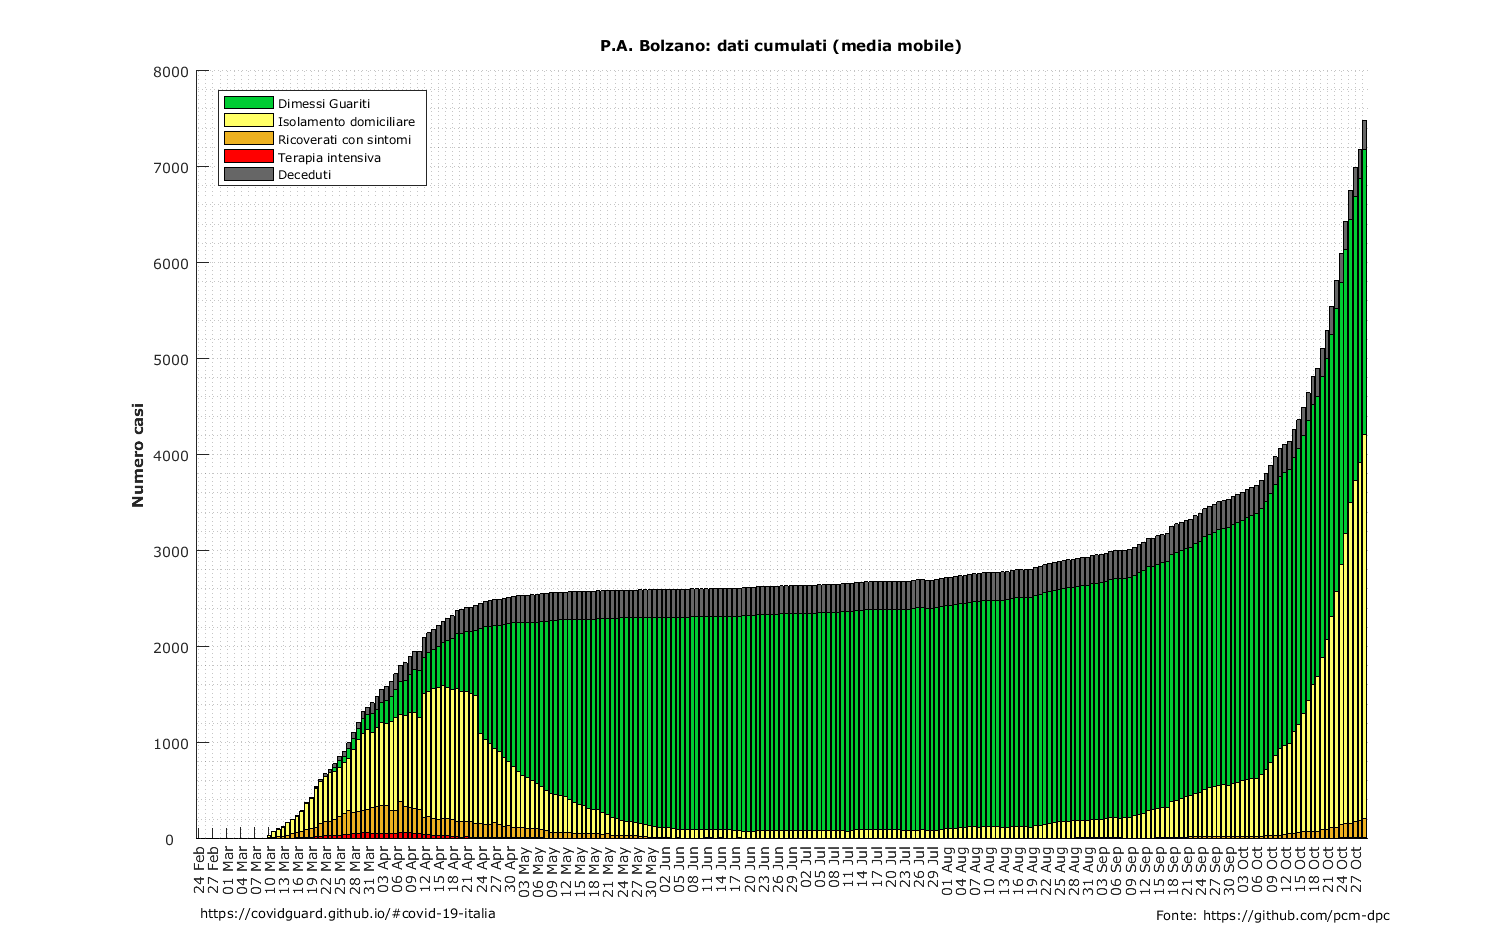 P.A. Bolzano: dati cumulati (media mobile)
8000
7000
6000
5000
4000
3000
2000
1000
0
Numero casi
Dimessi Guariti
Isolamento domiciliare
Ricoverati con sintomi
Terapia intensiva
Deceduti
24 Feb
27 Feb
01 Mar
04 Mar
07 Mar
10 Mar
13 Mar
16 Mar
19 Mar
22 Mar
25 Mar
28 Mar
31 Mar
03 Apr
06 Apr
09 Apr
12 Apr
15 Apr
18 Apr
21 Apr
24 Apr
27 Apr
30 Apr
03 May
06 May
09 May
12 May
15 May
18 May
21 May
24 May
27 May
30 May
02 Jun
05 Jun
08 Jun
11 Jun
14 Jun
17 Jun
20 Jun
23 Jun
26 Jun
29 Jun
02 Jul
05 Jul
08 Jul
11 Jul
14 Jul
17 Jul
20 Jul
23 Jul
26 Jul
29 Jul
01 Aug
04 Aug
07 Aug
10 Aug
13 Aug
16 Aug
19 Aug
22 Aug
25 Aug
28 Aug
31 Aug
03 Sep
06 Sep
09 Sep
12 Sep
15 Sep
18 Sep
21 Sep
24 Sep
27 Sep
30 Sep
03 Oct
06 Oct
09 Oct
12 Oct
15 Oct
18 Oct
21 Oct
24 Oct
27 Oct
https://covidguard.github.io/#covid-19-italia
Fonte: https://github.com/pcm-dpc